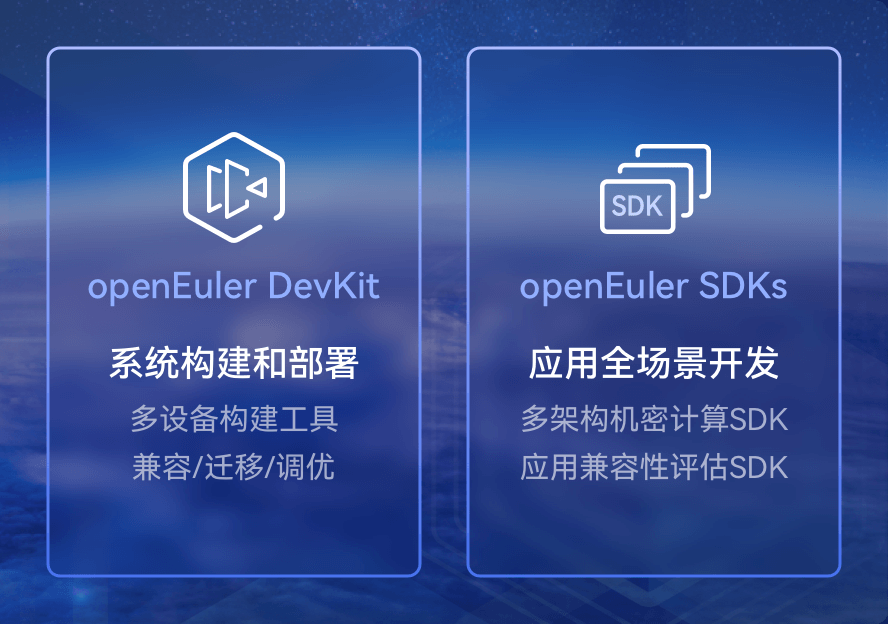 openEuler DevKit
系统构建和部署
多设备构建工具
兼容/迁移/调优
SDK
openEuler SDKs
应用全场景开发
多架构机密计算SDK
应用兼容性评估SDK